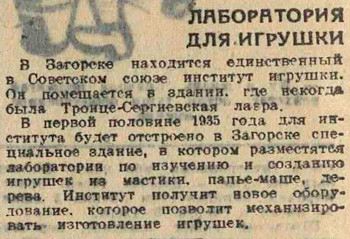 ЛАБОРАТОРИЯ
ДЛЯ ИГРУШКИ
В Загорске находится единственный
в Советском союзе институт игрушки.
Он помещается в здании, где некогда
была Троице-Сергиевская лавра.
В первой половине 1935 года для ин-
ститута будет отстроено в Загорске спе-
циальное здание, в котором разместятся
лаборатории по изучению и созданию
игрушек из мастики, папье-маше, де-
рева. Институт получит новое обору-
дование, которое позволит механизиро-
вать изготовление игрушек.